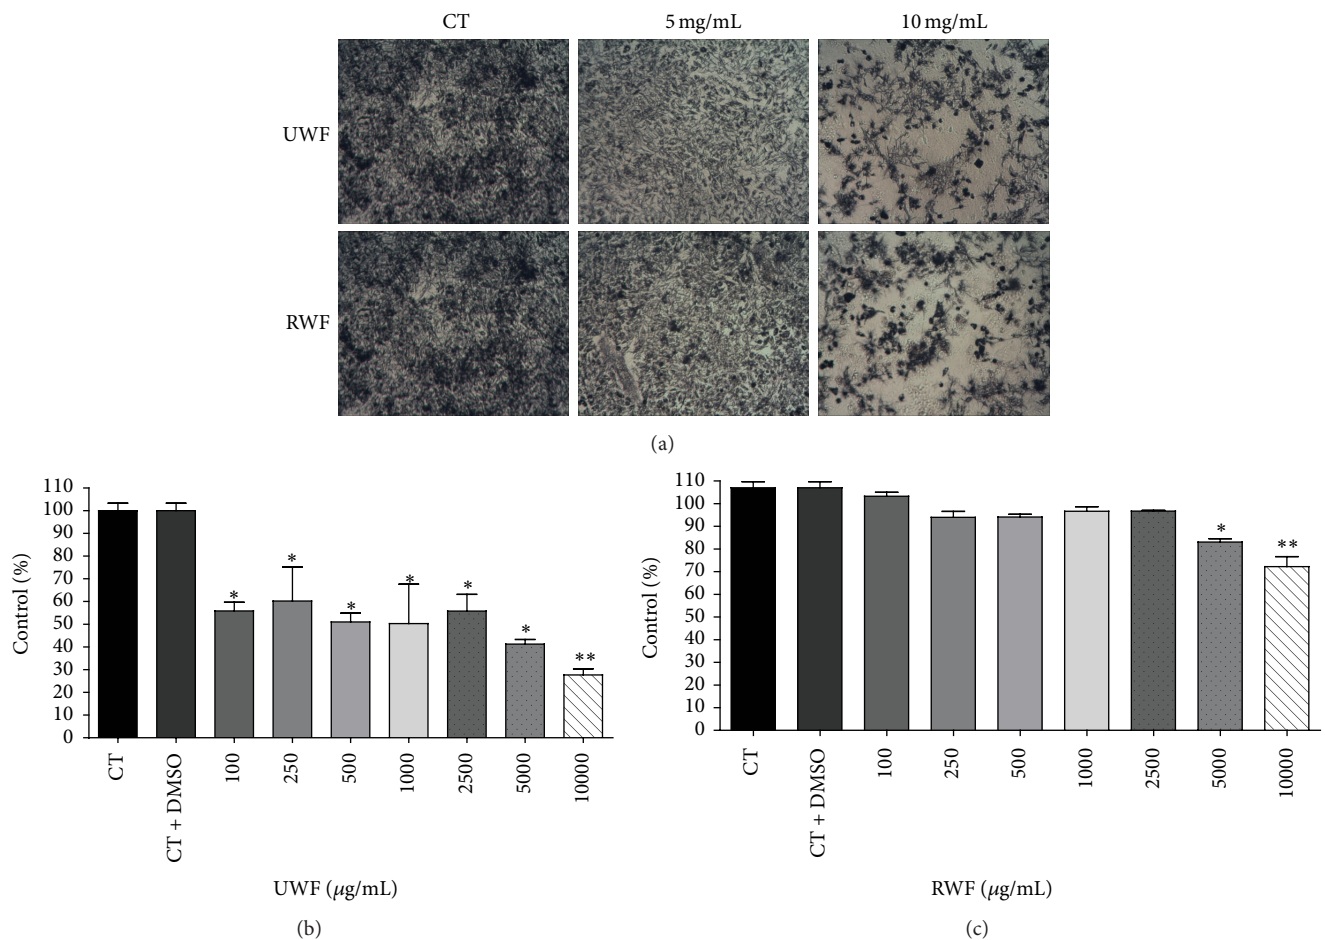 CT 5 mg/mL 10 mg/mL
UWF
RWF
(a)
110
100
90
80
70
60
50
40
30
20
10
0
Control (%)
* * * * * * **
CT
CT + DMSO
100
250
500
1000
2500
5000
10000
UWF (μg/mL)
(b)
110
100
90
80
70
60
50
40
30
20
10
0
Control (%)
* **
CT
CT + DMSO
100
250
500
1000
2500
5000
10000
RWF (μg/mL)
(c)